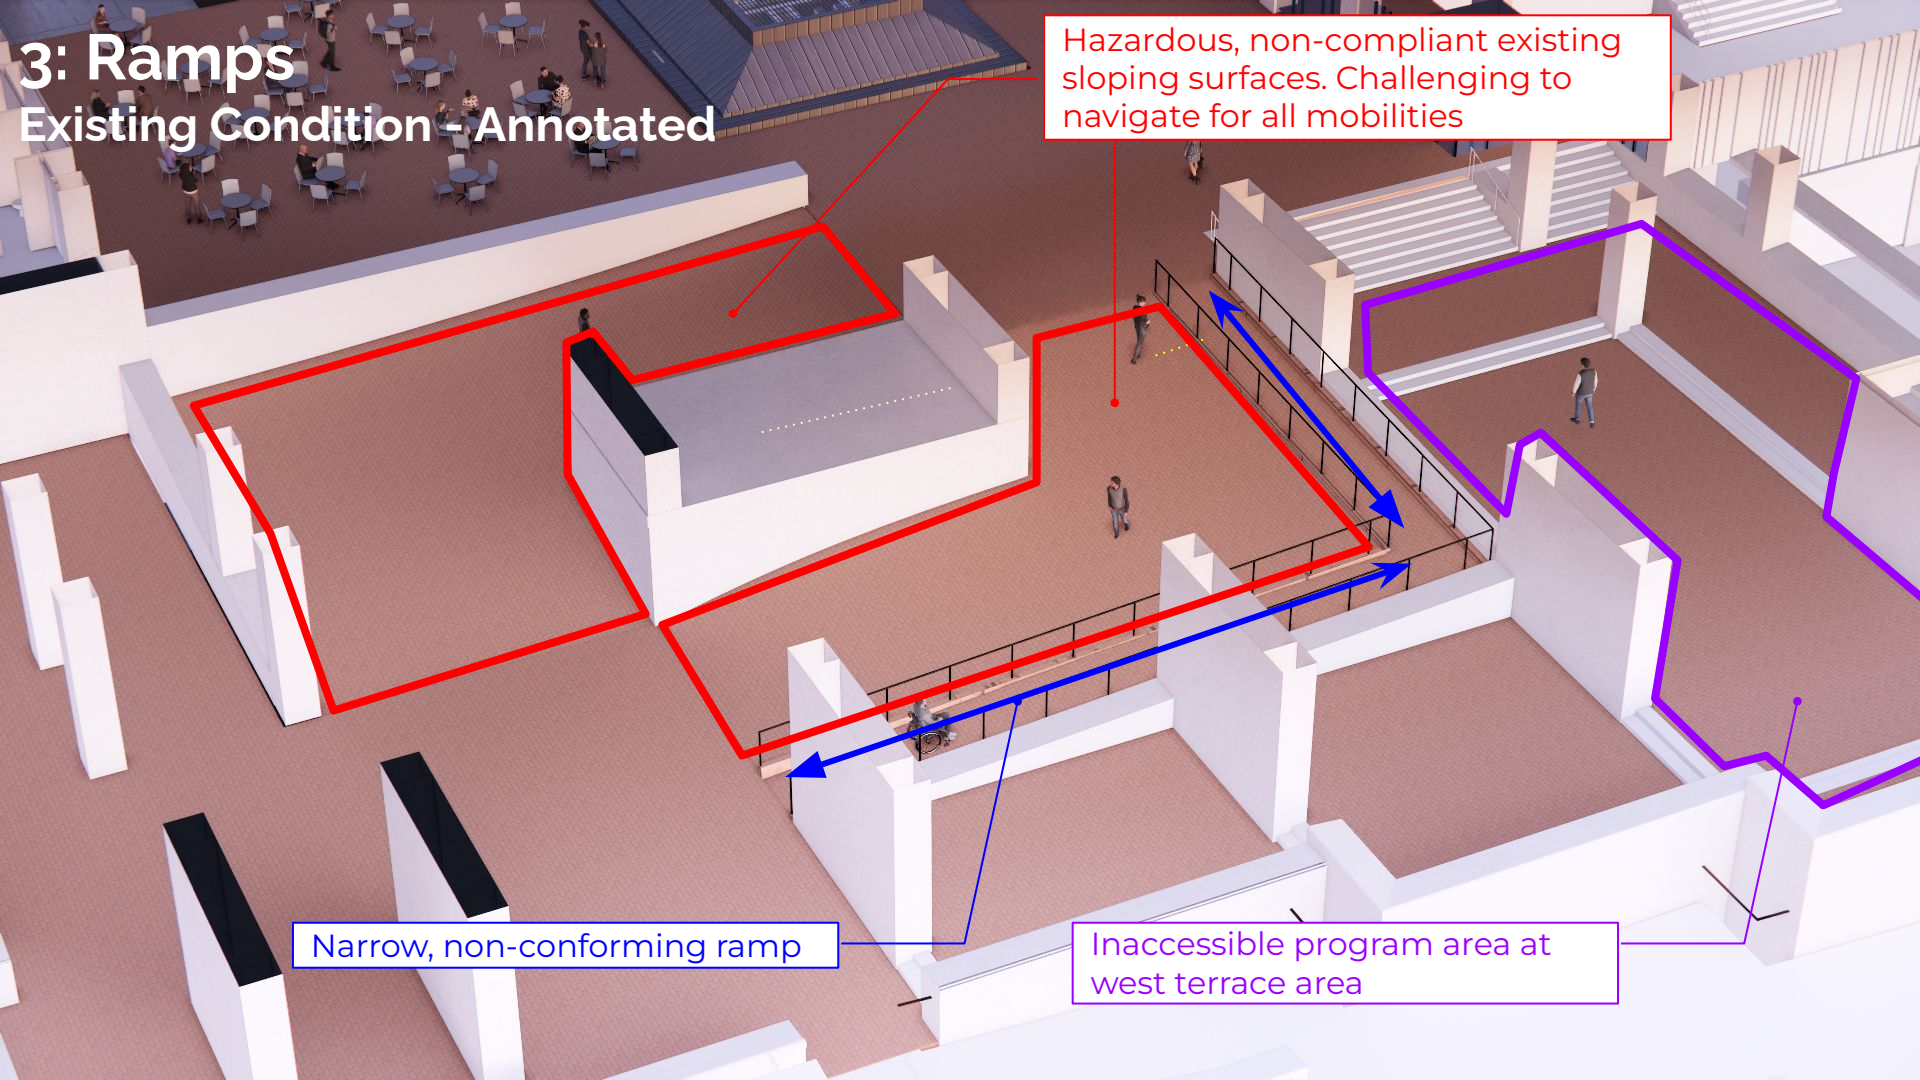 3: Ramps
Existing Condition - Annotated
Hazardous, non-compliant existing
sloping surfaces. Challenging to
navigate for all mobilities
Narrow, non-conforming ramp
Inaccessible program area at
west terrace area